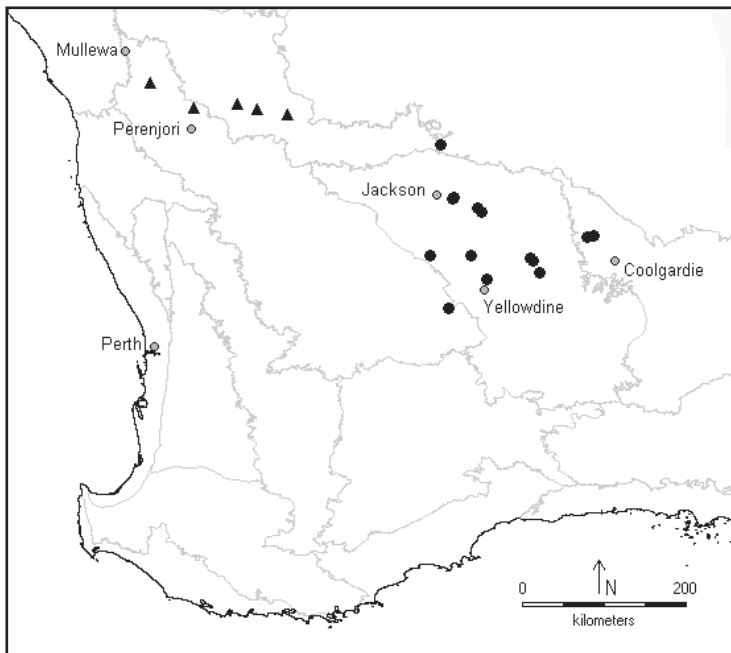 Mullewa
Perenjori
Jackson
Coolgardie
Yellowdine
Perth
N
0 200
kilometers